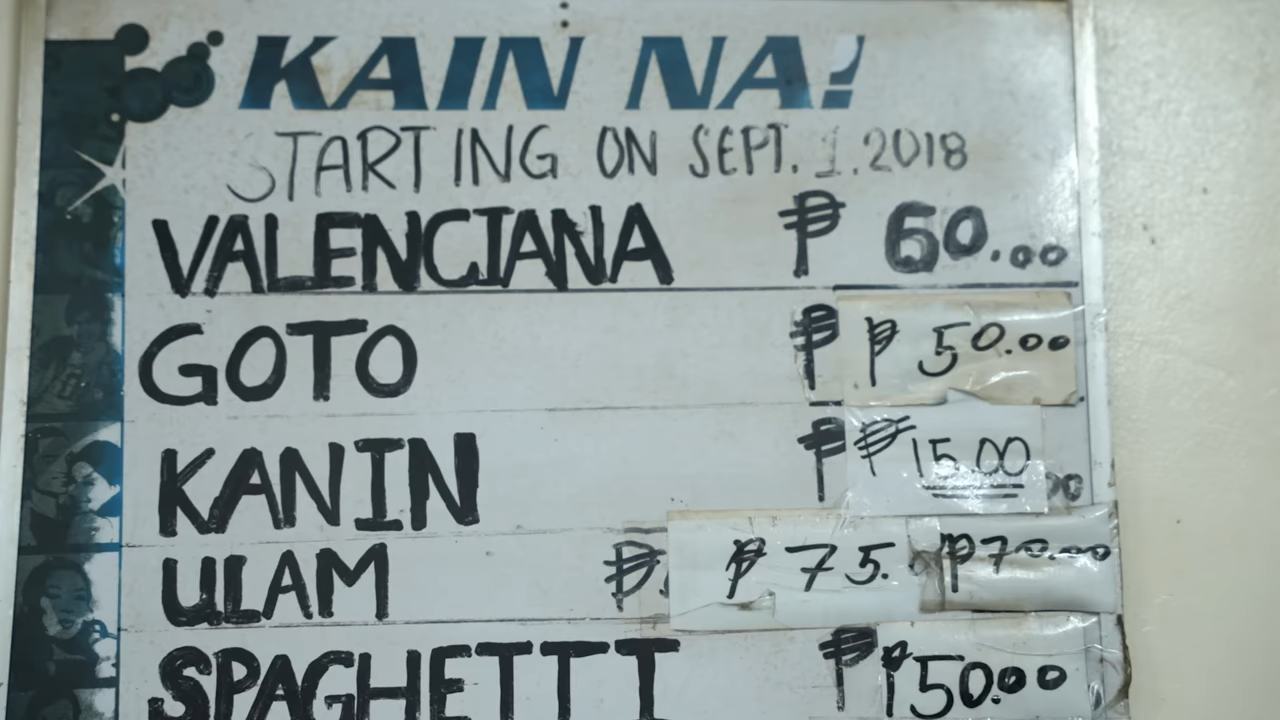 KAIN NA!
STARTING ON SEPT. 1.2018
VALENCIANA ₱ 60.00
GOTO ₱ ₱ 50.00
KANIN ₱ ₱ 15.00 00
ULAM ₱ ₱ 75. ₱70.00
SPAGHETTI ₱ ₱50.00